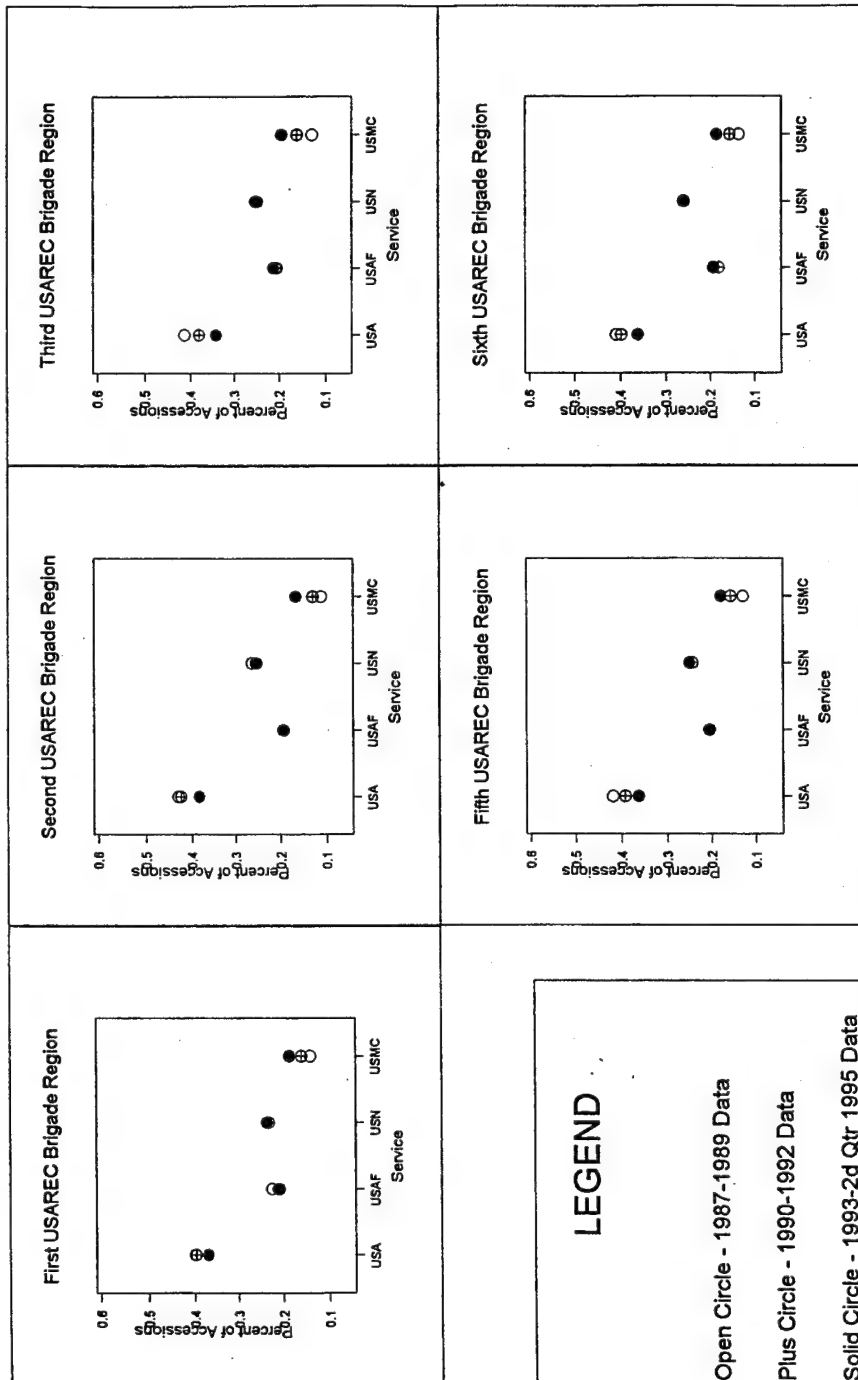 First USAREC Brigade Region
Percent of Accessions
0.6
0.5
0.4
0.3
0.2
0.1
USA
USAF
USN
USMC
Service
Second USAREC Brigade Region
Percent of Accessions
0.6
0.5
0.4
0.3
0.2
0.1
USA
USAF
USN
USMC
Service
Third USAREC Brigade Region
Percent of Accessions
0.6
0.5
0.4
0.3
0.2
0.1
USA
USAF
USN
USMC
Service
LEGEND
Open Circle - 1987-1989 Data
Plus Circle - 1990-1992 Data
Solid Circle - 1993-2d Qtr 1995 Data
Fifth USAREC Brigade Region
Percent of Accessions
0.6
0.5
0.4
0.3
0.2
0.1
USA
USAF
USN
USMC
Service
Sixth USAREC Brigade Region
Percent of Accessions
0.6
0.5
0.4
0.3
0.2
0.1
USA
USAF
USN
USMC
Service